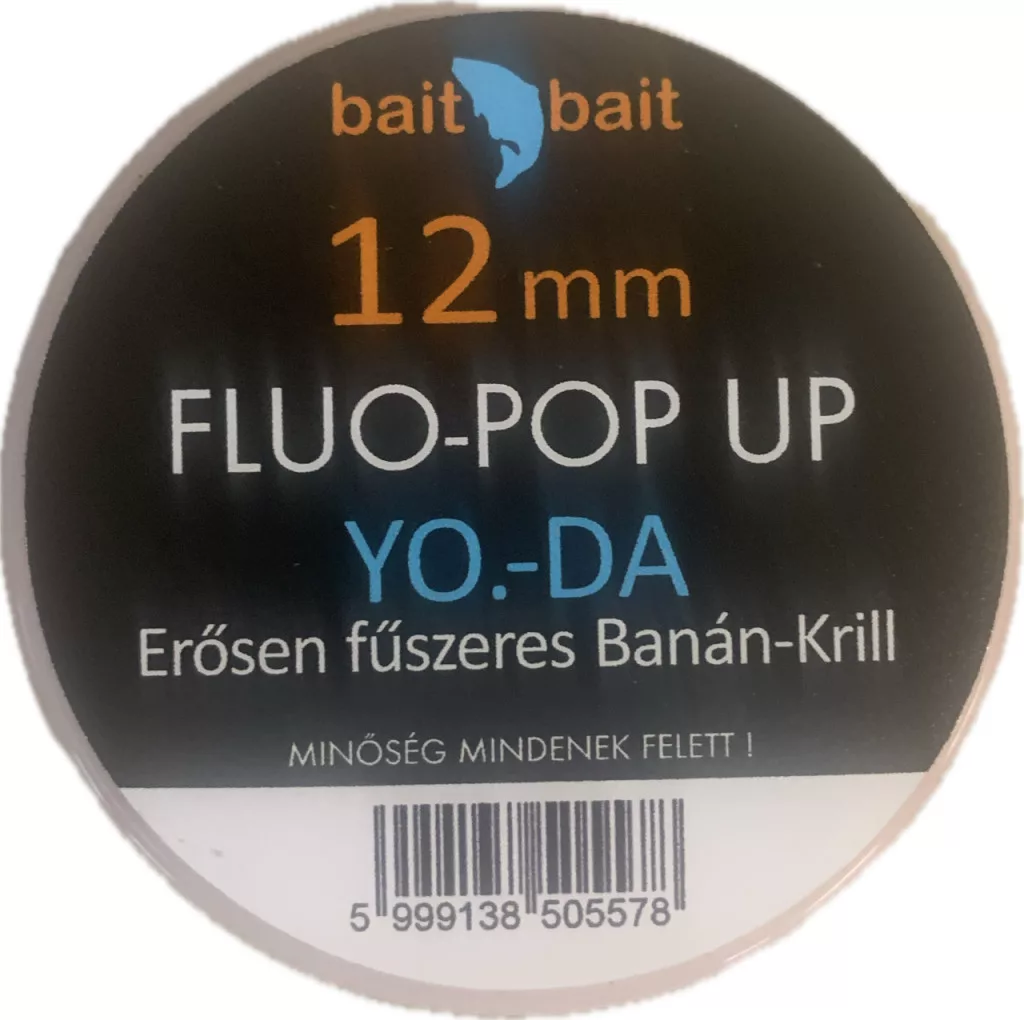 bait bait
12 mm
FLUO-POP UP
YO.-DA
Erősen fűszeres Banán-Krill
MINŐSÉG MINDENEK FELETT !
5 999138 505578